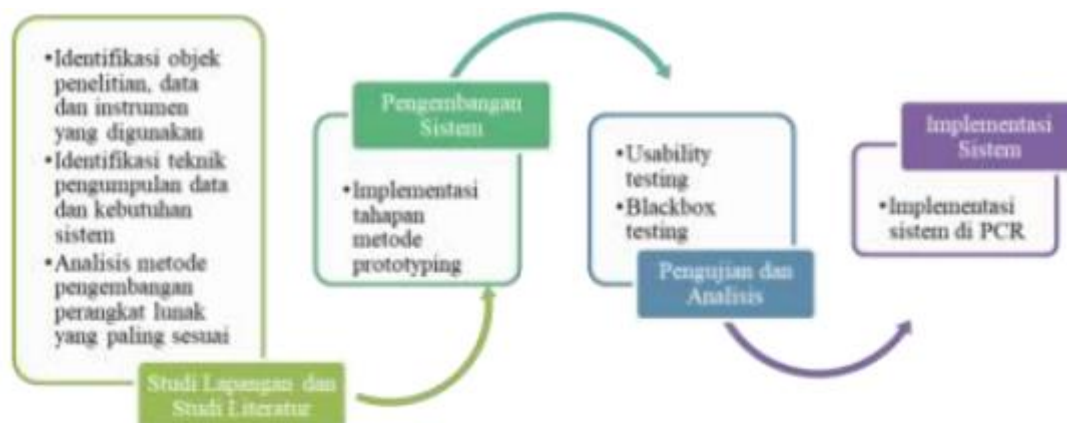 •Identifikasi objek
penelitian, data
dan instrumen
yang digunakan
•Identifikasi teknik
pengumpulan data
dan kebutuhan
sistem
•Analisis metode
pengembangan
perangkat lunak
yang paling sesuai
Studi Lapangan dan
Studi Literatur
Pengembangan
Sistem
•Implementasi
tahapan
metode
prototyping
•Usability
testing
•Blackbox
testing
Pengujian dan
Analisis
Implementasi
Sistem
•Implementasi
sistem di PCR